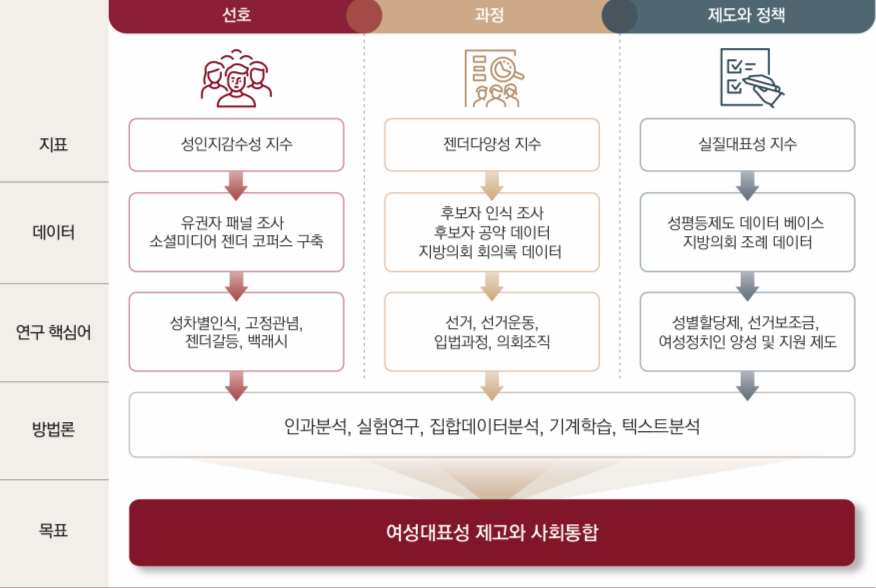 선호
과정
제도와 정책
지표
성인지감수성 지수
젠더다양성 지수
실질대표성 지수
데이터
유권자 패널 조사
소셜미디어 젠더 코퍼스 구축
후보자 인식 조사
후보자 공약 데이터
지방의회 회의록 데이터
성평등제도 데이터 베이스
지방의회 조례 데이터
연구 핵심어
성차별인식, 고정관념,
젠더갈등, 백래시
선거, 선거운동,
입법과정, 의회조직
성별할당제, 선거보조금,
여성정치인 양성 및 지원 제도
방법론
인과분석, 실험연구, 집합데이터분석, 기계학습, 텍스트분석
목표
여성대표성 제고와 사회통합